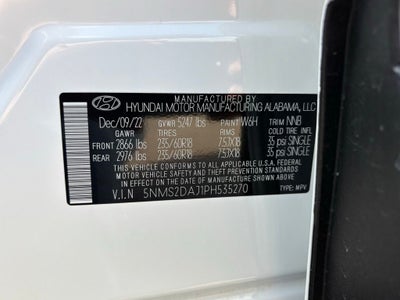 MANUFACTURED BY
HYUNDAI MOTOR MANUFACTURING ALABAMA, LLC
Dec/09/22 GVWR 5247 lbs PAINT W6H TRIM NNB
GAWR TIRES RIMS COLD TIRE PRESSURE
FRONT 2866 lbs 235/60R18 7.5JX18 35 psi SINGLE
REAR 2976 lbs 235/60R18 7.5JX18 35 psi SINGLE
THIS VEHICLE CONFORMS TO ALL APPLICABLE U.S.A. FEDERAL
MOTOR VEHICLE SAFETY AND THEFT PREVENTION STANDARDS
IN EFFECT ON THE DATE OF MANUFACTURE SHOWN ABOVE.
V.I.N 5NMS2DAJ1PH535270 TYPE: MPV